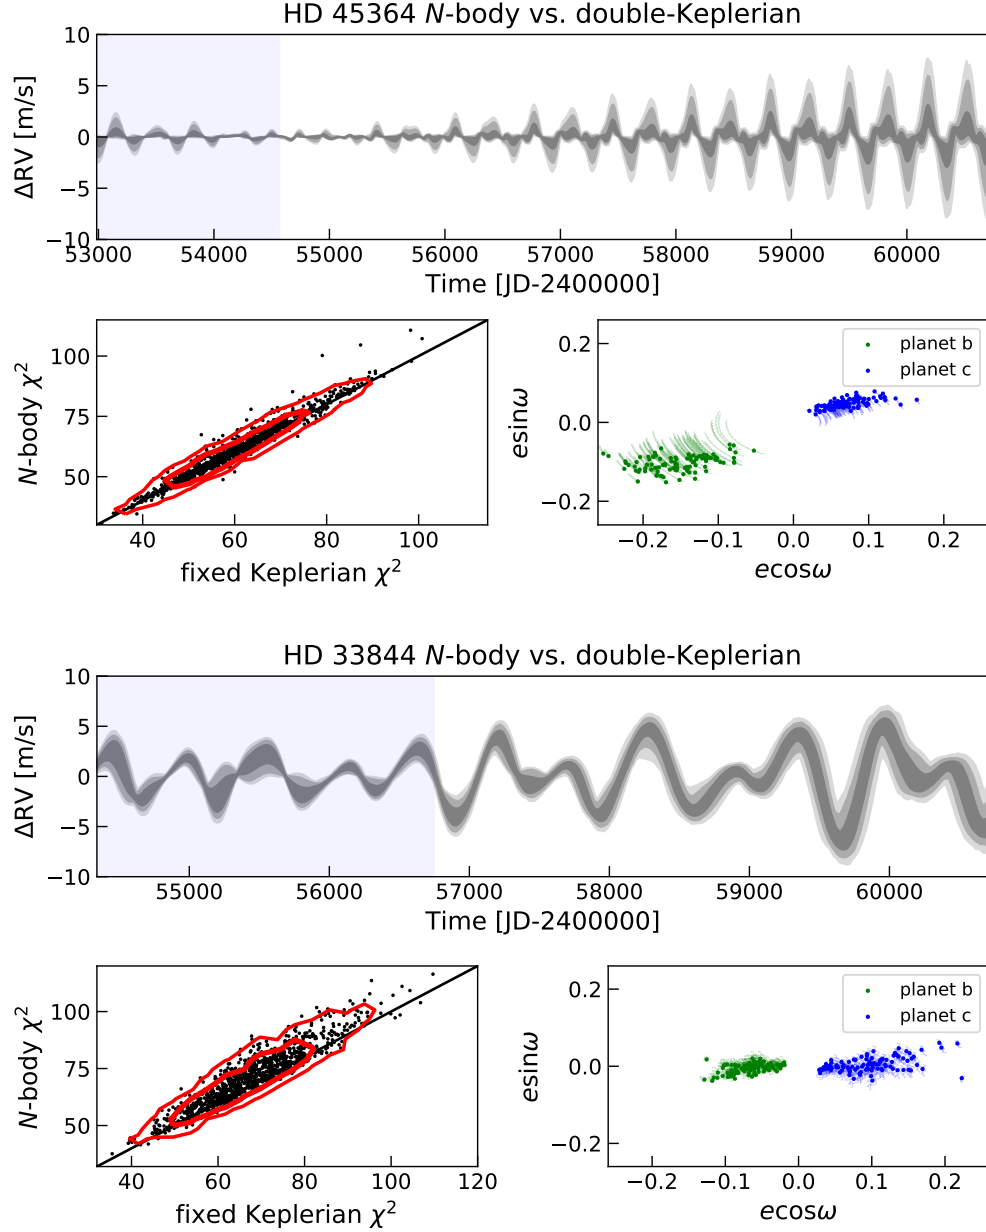 HD 45364 N-body vs. double-Keplerian
10
5
0
−5
−10
ΔRV [m/s]
53000 54000 55000 56000 57000 58000 59000 60000
Time [JD-2400000]
100
75
50
N-body χ²
40 60 80 100
fixed Keplerian χ²
0.2
0.0
−0.2
esinω
planet b
planet c
−0.2 −0.1 0.0 0.1 0.2
ecosω
HD 33844 N-body vs. double-Keplerian
10
5
0
−5
−10
ΔRV [m/s]
55000 56000 57000 58000 59000 60000
Time [JD-2400000]
100
75
50
N-body χ²
40 60 80 100 120
fixed Keplerian χ²
0.2
0.0
−0.2
esinω
planet b
planet c
−0.2 −0.1 0.0 0.1 0.2
ecosω